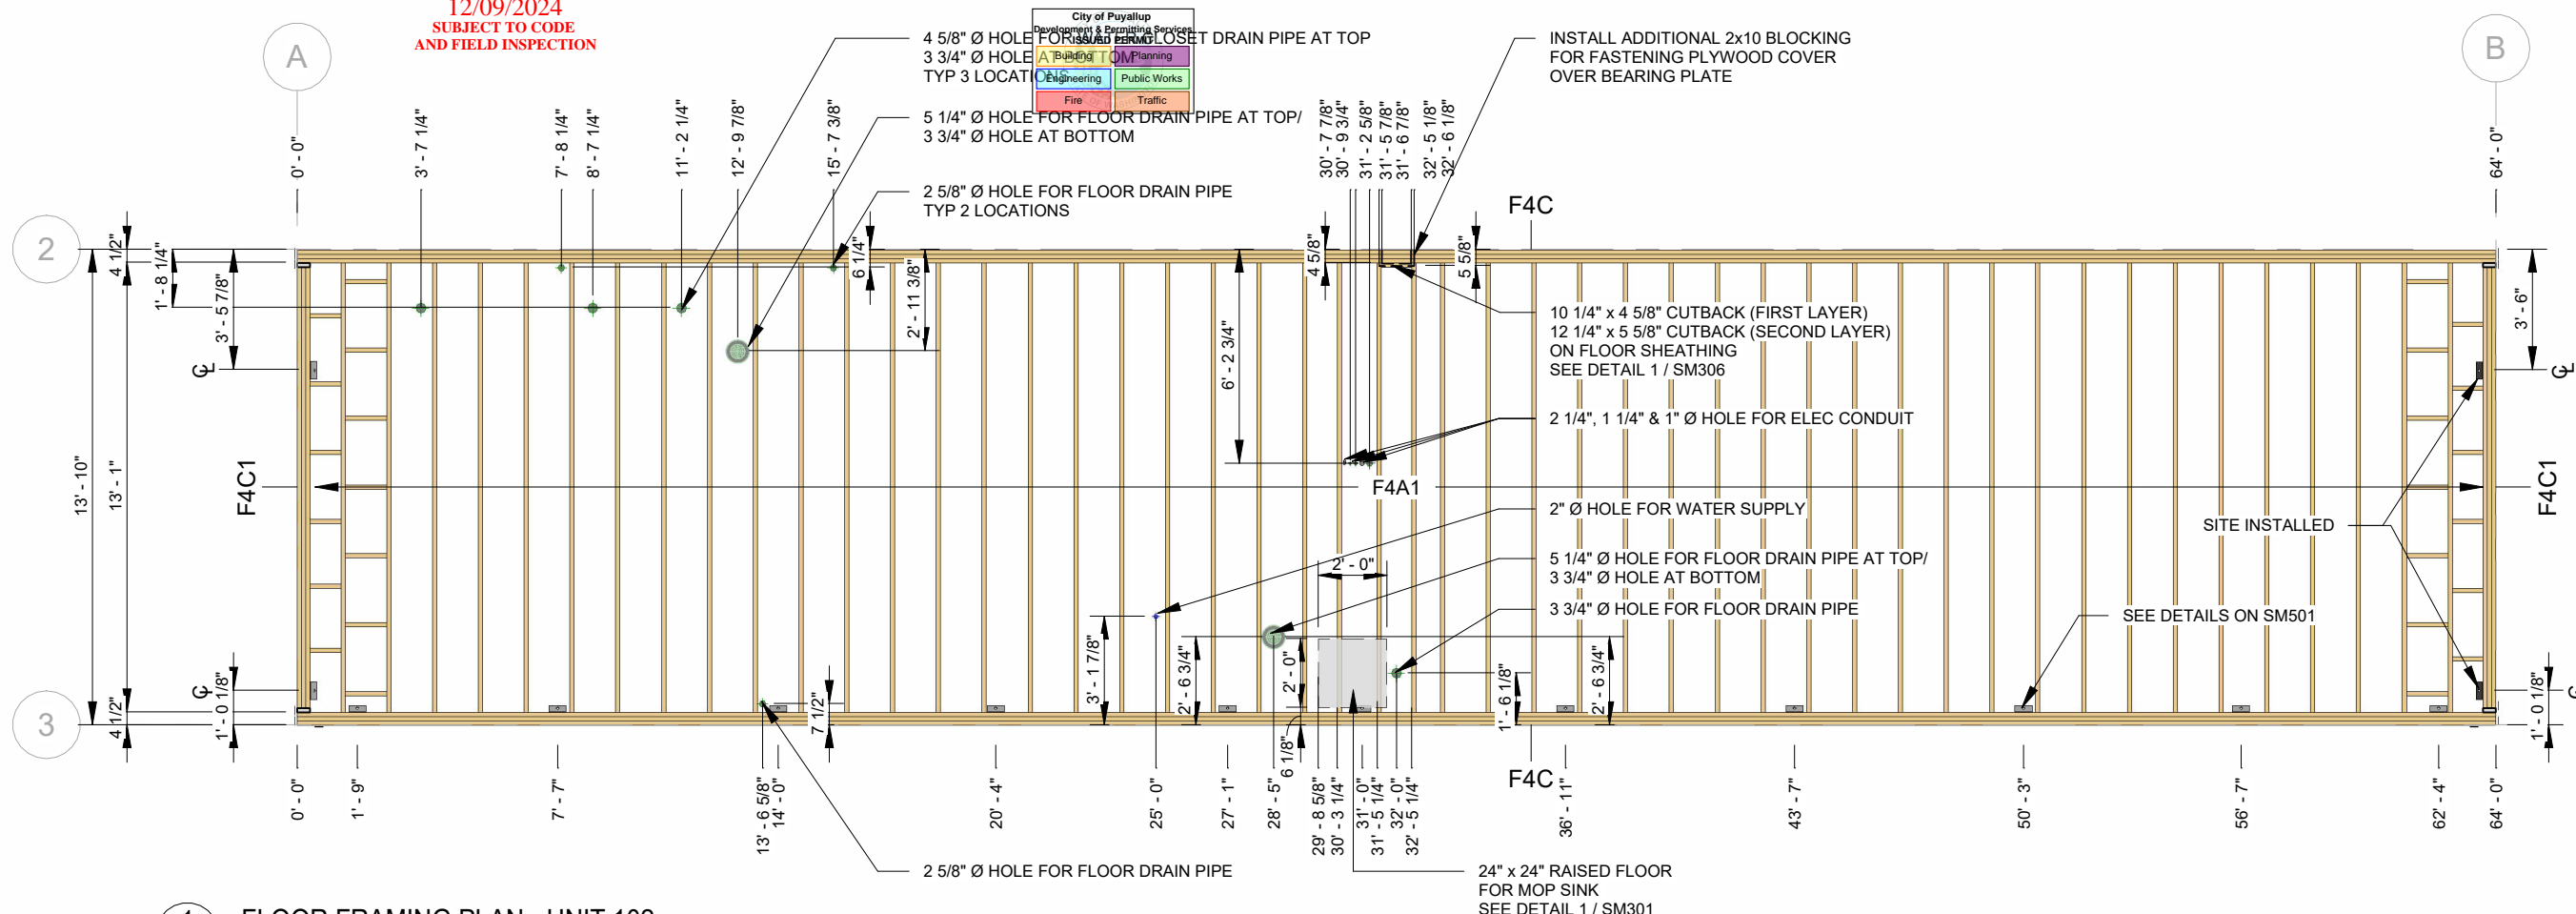 12/09/2024
SUBJECT TO CODE
AND FIELD INSPECTION
City of Puyallup
Development & Permitting Services
ISSUED PERMIT
Building
Planning
Engineering
Public Works
Fire
Traffic
A
B
4 5/8" Ø HOLE FOR WATER CLOSET DRAIN PIPE AT TOP
3 3/4" Ø HOLE AT BOTTOM
TYP 3 LOCATIONS
INSTALL ADDITIONAL 2x10 BLOCKING
FOR FASTENING PLYWOOD COVER
OVER BEARING PLATE
5 1/4" Ø HOLE FOR FLOOR DRAIN PIPE AT TOP/
3 3/4" Ø HOLE AT BOTTOM
2 5/8" Ø HOLE FOR FLOOR DRAIN PIPE
TYP 2 LOCATIONS
0' - 0"
3' - 7 1/4"
7' - 8 1/4"
8' - 7 1/4"
11' - 2 1/4"
12' - 9 7/8"
15' - 7 3/8"
30' - 7 7/8"
30' - 9 3/4"
31' - 2 5/8"
31' - 5 7/8"
31' - 6 7/8"
32' - 5 1/8"
32' - 6 1/8"
64' - 0"
F4C
2
4 1/2"
1' - 8 1/4"
3' - 5 7/8"
6 1/4"
2' - 11 3/8"
4 5/8"
5 5/8"
3' - 6"
10 1/4" x 4 5/8" CUTBACK (FIRST LAYER)
12 1/4" x 5 5/8" CUTBACK (SECOND LAYER)
ON FLOOR SHEATHING
SEE DETAIL 1 / SM306
6' - 2 3/4"
2 1/4", 1 1/4" & 1" Ø HOLE FOR ELEC CONDUIT
13' - 10"
13' - 1"
F4C1
F4A1
F4C1
2" Ø HOLE FOR WATER SUPPLY
SITE INSTALLED
5 1/4" Ø HOLE FOR FLOOR DRAIN PIPE AT TOP/
3 3/4" Ø HOLE AT BOTTOM
2' - 0"
3 3/4" Ø HOLE FOR FLOOR DRAIN PIPE
SEE DETAILS ON SM501
3
4 1/2"
1' - 0 1/8"
7 1/2"
3' - 1 7/8"
2' - 6 3/4"
2' - 0"
6 1/8"
1' - 6 1/8"
2' - 6 3/4"
1' - 0 1/8"
F4C
0' - 0"
1' - 9"
7' - 7"
13' - 6 5/8"
14' - 0"
20' - 4"
25' - 0"
27' - 1"
28' - 5"
29' - 8 5/8"
30' - 3 1/4"
31' - 0"
31' - 5 1/4"
32' - 0"
32' - 5 1/4"
36' - 11"
43' - 7"
50' - 3"
56' - 7"
62' - 4"
64' - 0"
2 5/8" Ø HOLE FOR FLOOR DRAIN PIPE
24" x 24" RAISED FLOOR
FOR MOP SINK
SEE DETAIL 1 / SM301